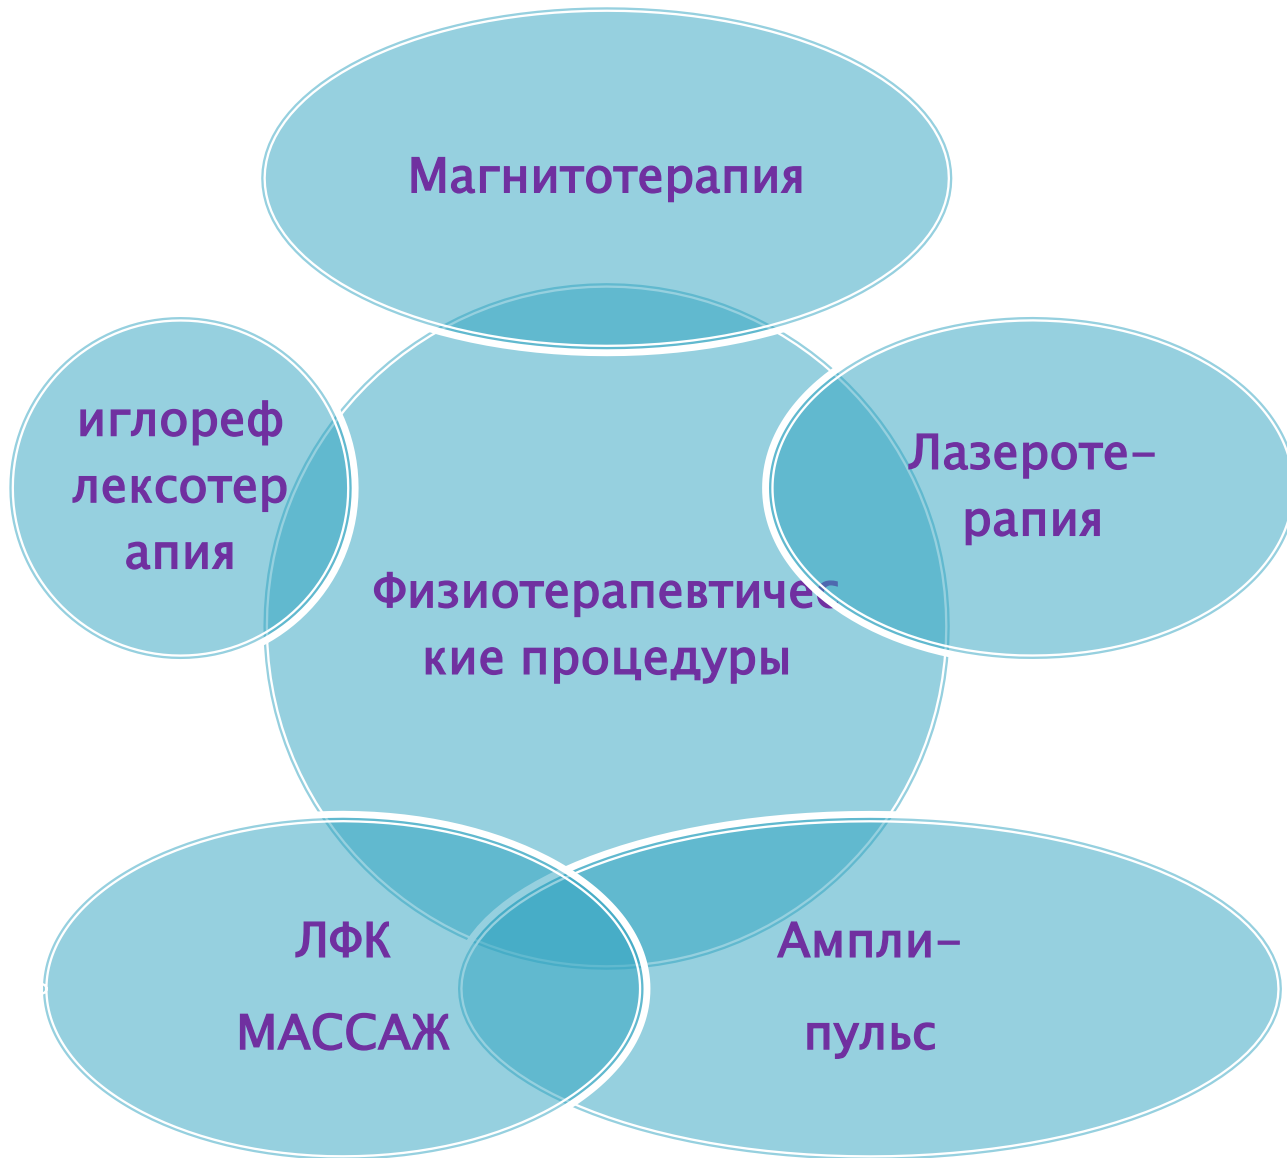 Магнитотерапия
иглореф
лексотер
апия
Лазероте-
рапия
Физиотерапевтичес
кие процедуры
ЛФК
МАССАЖ
Ампли-
пульс